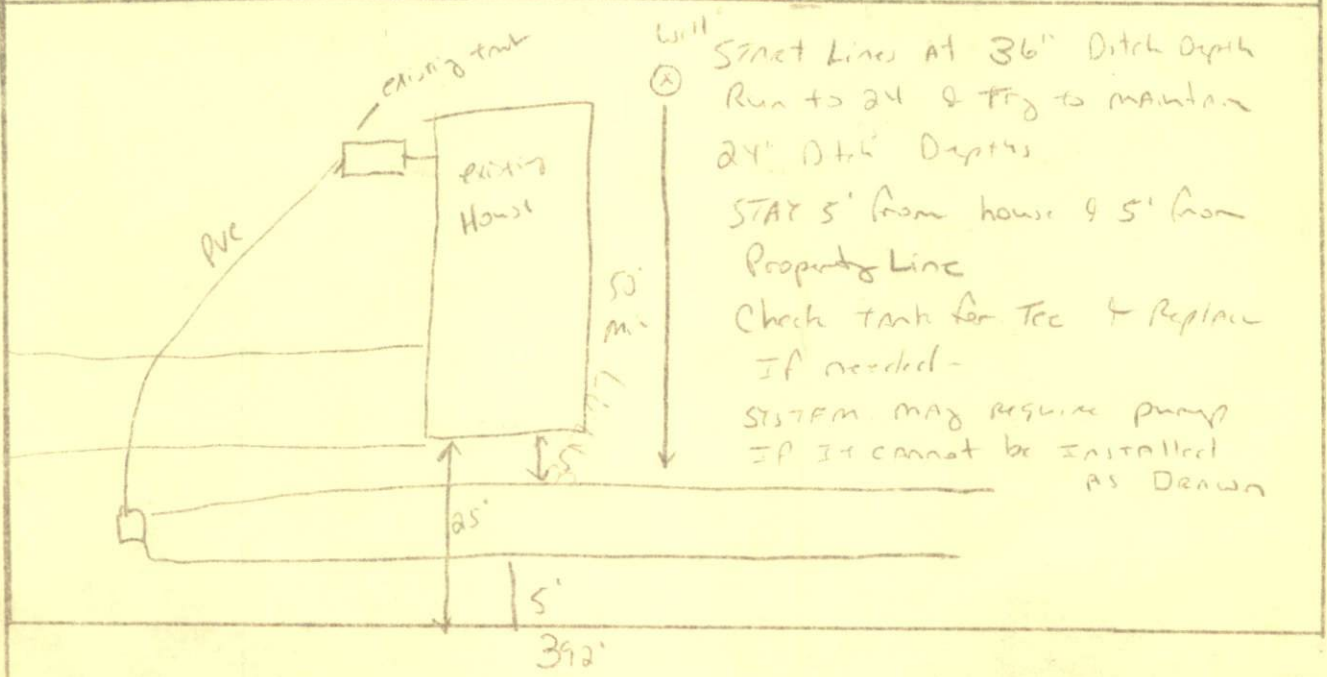 existing tank
Well
existing
House
PVC
50'
min
5'
25'
5'
392'
START Lines At 36" Ditch Depth
Run to 24 & Try to maintain
24" Ditch Depths
STAY 5' from house & 5' from
Property Line
Check tank for Tee & Replace
If needed -
SYSTEM MAY REQUIRE pump
IF It cannot be Installed
AS DRAWN